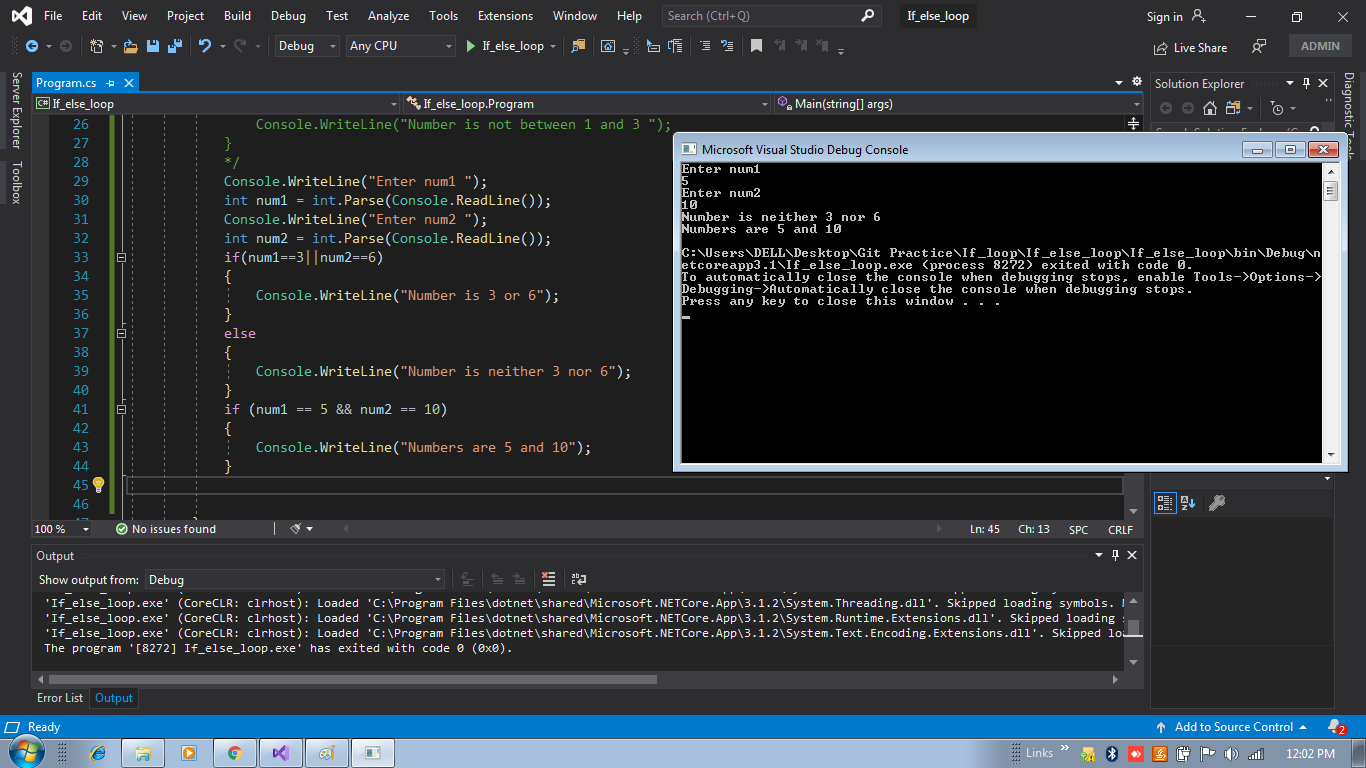 File Edit View Project Build Debug Test Analyze Tools Extensions Window Help Search (Ctrl+Q) If_else_loop Sign in
Debug Any CPU If_else_loop Live Share ADMIN
Server Explorer
Toolbox
Program.cs
If_else_loop If_else_loop.Program Main(string[] args)
26 Console.WriteLine("Number is not between 1 and 3 ");
27 }
28 */
29 Console.WriteLine("Enter num1 ");
30 int num1 = int.Parse(Console.ReadLine());
31 Console.WriteLine("Enter num2 ");
32 int num2 = int.Parse(Console.ReadLine());
33 if(num1==3||num2==6)
34 {
35 Console.WriteLine("Number is 3 or 6");
36 }
37 else
38 {
39 Console.WriteLine("Number is neither 3 nor 6");
40 }
41 if (num1 == 5 && num2 == 10)
42 {
43 Console.WriteLine("Numbers are 5 and 10");
44 }
45
46
100 % No issues found Ln: 45 Ch: 13 SPC CRLF
Solution Explorer
Diagnostic
Microsoft Visual Studio Debug Console
Enter num1
5
Enter num2
10
Number is neither 3 nor 6
Numbers are 5 and 10
C:\Users\DELL\Desktop\Git Practice\If_loop\If_else_loop\If_else_loop\bin\Debug\n
etcoreapp3.1\If_else_loop.exe (process 8272) exited with code 0.
To automatically close the console when debugging stops, enable Tools->Options->
Debugging->Automatically close the console when debugging stops.
Press any key to close this window . . .
Output
Show output from: Debug
'If_else_loop.exe' (CoreCLR: clrhost): Loaded 'C:\Program Files\dotnet\shared\Microsoft.NETCore.App\3.1.2\System.Threading.dll'. Skipped loading symbols.
'If_else_loop.exe' (CoreCLR: clrhost): Loaded 'C:\Program Files\dotnet\shared\Microsoft.NETCore.App\3.1.2\System.Runtime.Extensions.dll'. Skipped loading
'If_else_loop.exe' (CoreCLR: clrhost): Loaded 'C:\Program Files\dotnet\shared\Microsoft.NETCore.App\3.1.2\System.Text.Encoding.Extensions.dll'. Skipped lo
The program '[8272] If_else_loop.exe' has exited with code 0 (0x0).
Error List Output
Ready Add to Source Control 2
Links 12:02 PM